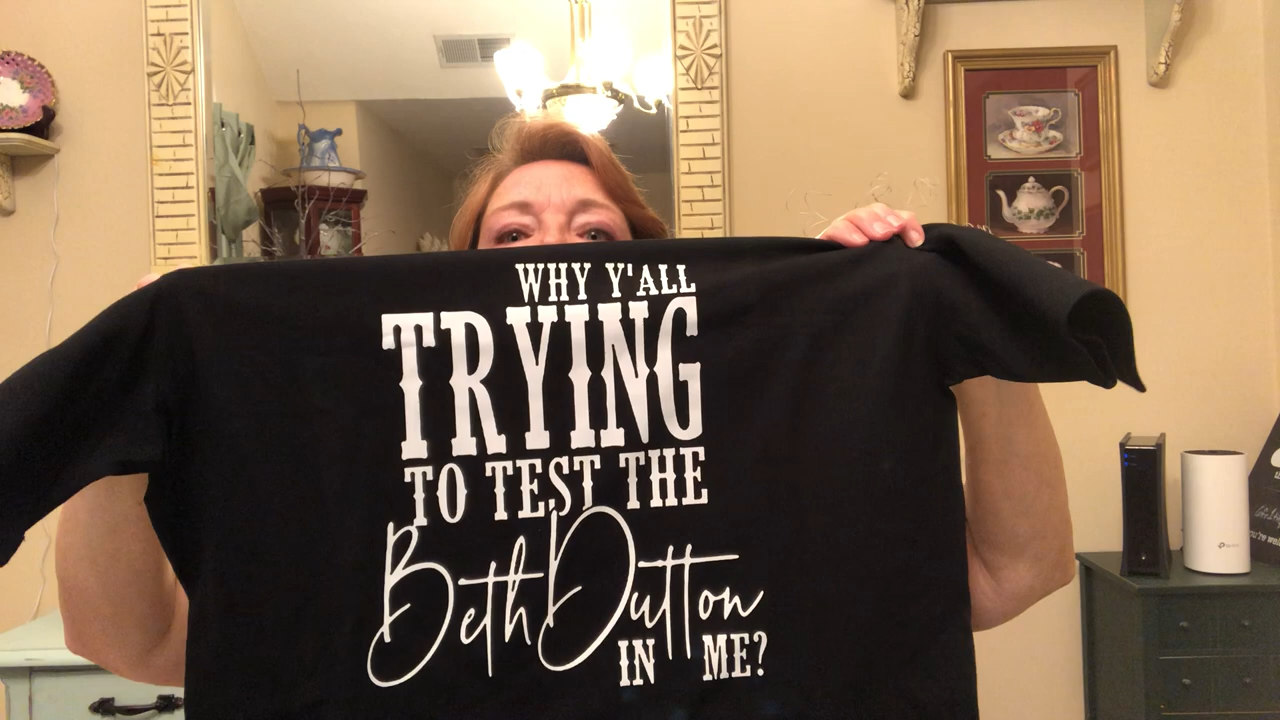 WHY Y'ALL
TRYING
TO TEST THE
Beth Dutton
IN ME?